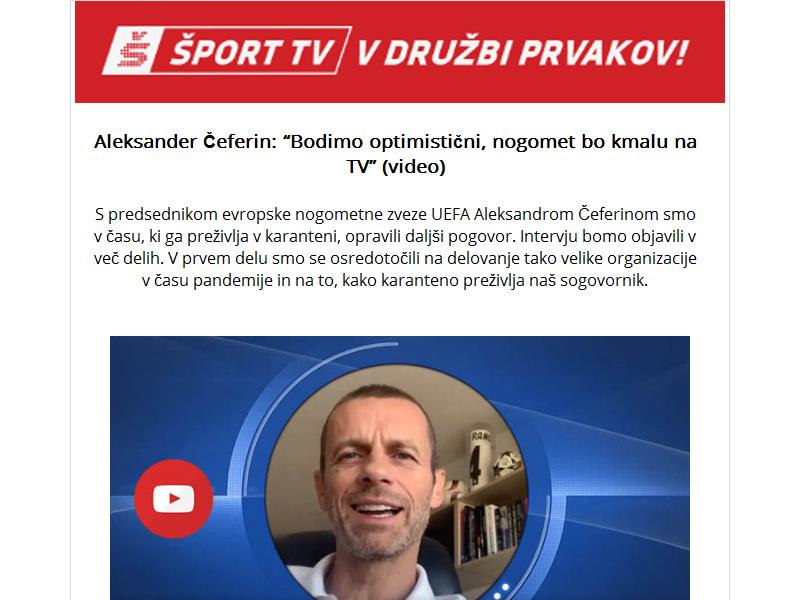 Š ŠPORT TV V DRUŽBI PRVAKOV!
Aleksander Čeferin: “Bodimo optimistični, nogomet bo kmalu na
TV” (video)
S predsednikom evropske nogometne zveze UEFA Aleksandrom Čeferinom smo
v času, ki ga preživlja v karanteni, opravili daljši pogovor. Intervju bomo objavili v
več delih. V prvem delu smo se osredotočili na delovanje tako velike organizacije
v času pandemije in na to, kako karanteno preživlja naš sogovornik.
4